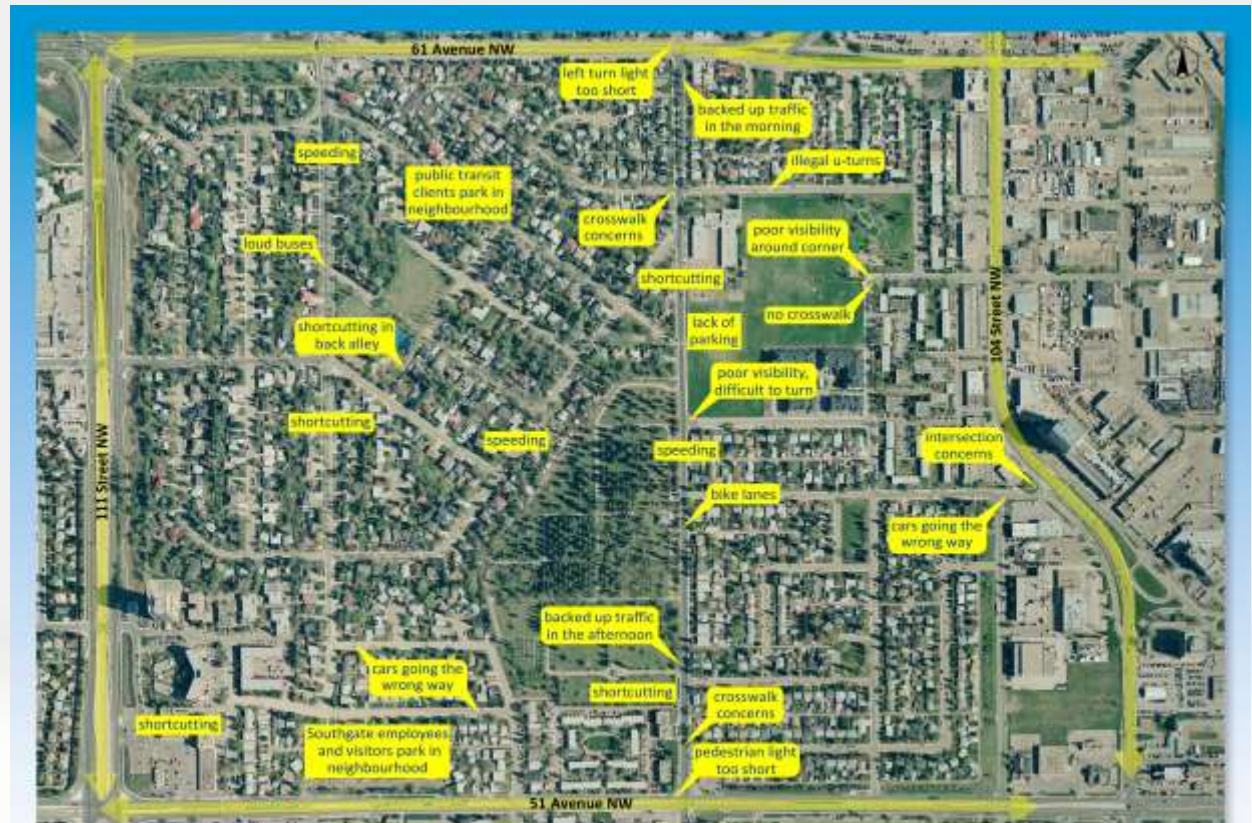 61 Avenue NW
left turn light
too short
backed up traffic
in the morning
speeding
illegal u-turns
public transit
clients park in
neighbourhood
crosswalk
concerns
poor visibility
around corner
loud buses
shortcutting
no crosswalk
104 Street NW
shortcutting in
back alley
lack of
parking
poor visibility,
difficult to turn
shortcutting
speeding
speeding
intersection
concerns
111 Street NW
bike lanes
cars going the
wrong way
backed up traffic
in the afternoon
cars going the
wrong way
shortcutting
crosswalk
concerns
shortcutting
Southgate employees
and visitors park in
neighbourhood
pedestrian light
too short
51 Avenue NW